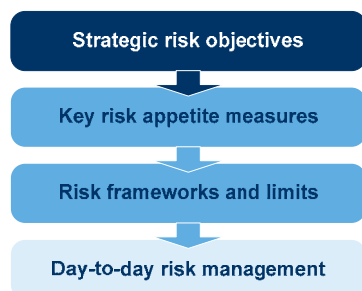 Strategic risk objectives
Key risk appetite measures
Risk frameworks and limits
Day-to-day risk management